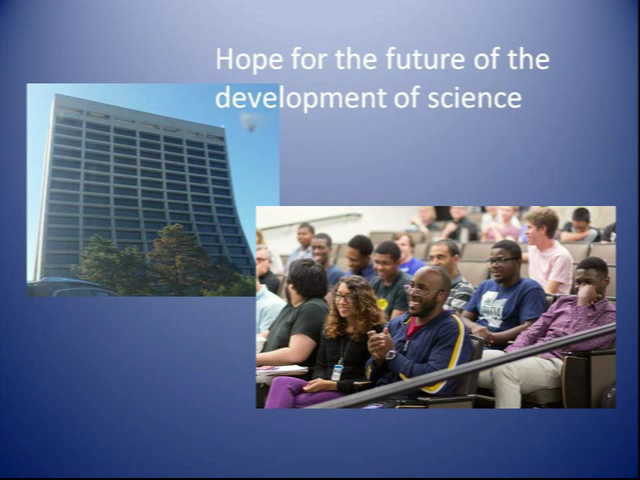 Hope for the future of the
development of science